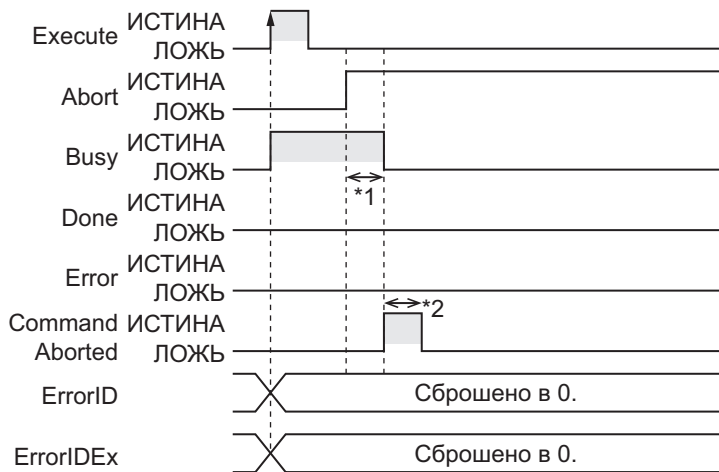 Execute ИСТИНА
ЛОЖЬ
Abort ИСТИНА
ЛОЖЬ
Busy ИСТИНА
ЛОЖЬ
*1
Done ИСТИНА
ЛОЖЬ
Error ИСТИНА
ЛОЖЬ
*2
Command ИСТИНА
Aborted ЛОЖЬ
ErrorID Сброшено в 0.
ErrorIDEx Сброшено в 0.